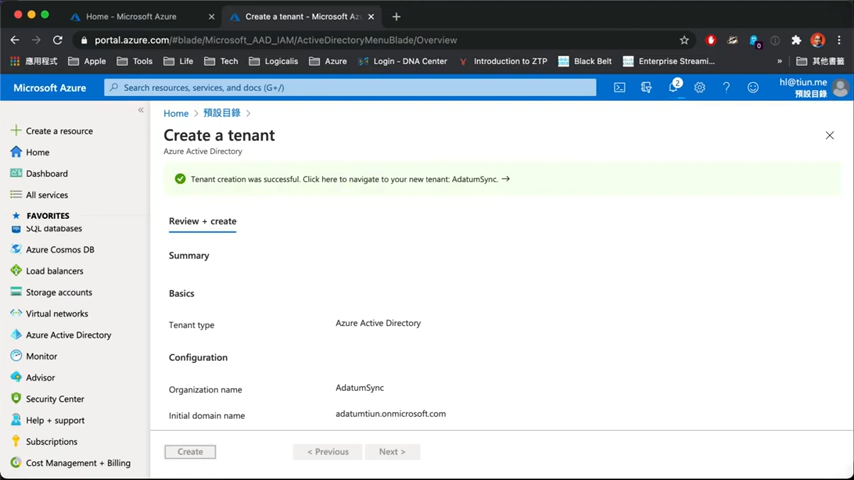 Home - Microsoft Azure
Create a tenant - Microsoft Az
portal.azure.com/#blade/Microsoft_AAD_IAM/ActiveDirectoryMenuBlade/Overview
0
應用程式 Apple Tools Life Tech Logicalis Azure Login - DNA Center Introduction to ZTP Black Belt Enterprise Streami... » 其他書籤
Microsoft Azure
Search resources, services, and docs (G+/)
2
hl@tiun.me
預設目錄
«
Create a resource
Home
Dashboard
All services
FAVORITES
SQL databases
Azure Cosmos DB
Load balancers
Storage accounts
Virtual networks
Azure Active Directory
Monitor
Advisor
Security Center
Help + support
Subscriptions
Cost Management + Billing
Home > 預設目錄 >
Create a tenant
Azure Active Directory
Tenant creation was successful. Click here to navigate to your new tenant: AdatumSync. →
Review + create
Summary
Basics
Tenant type Azure Active Directory
Configuration
Organization name AdatumSync
Initial domain name adatumtiun.onmicrosoft.com
Create < Previous Next >